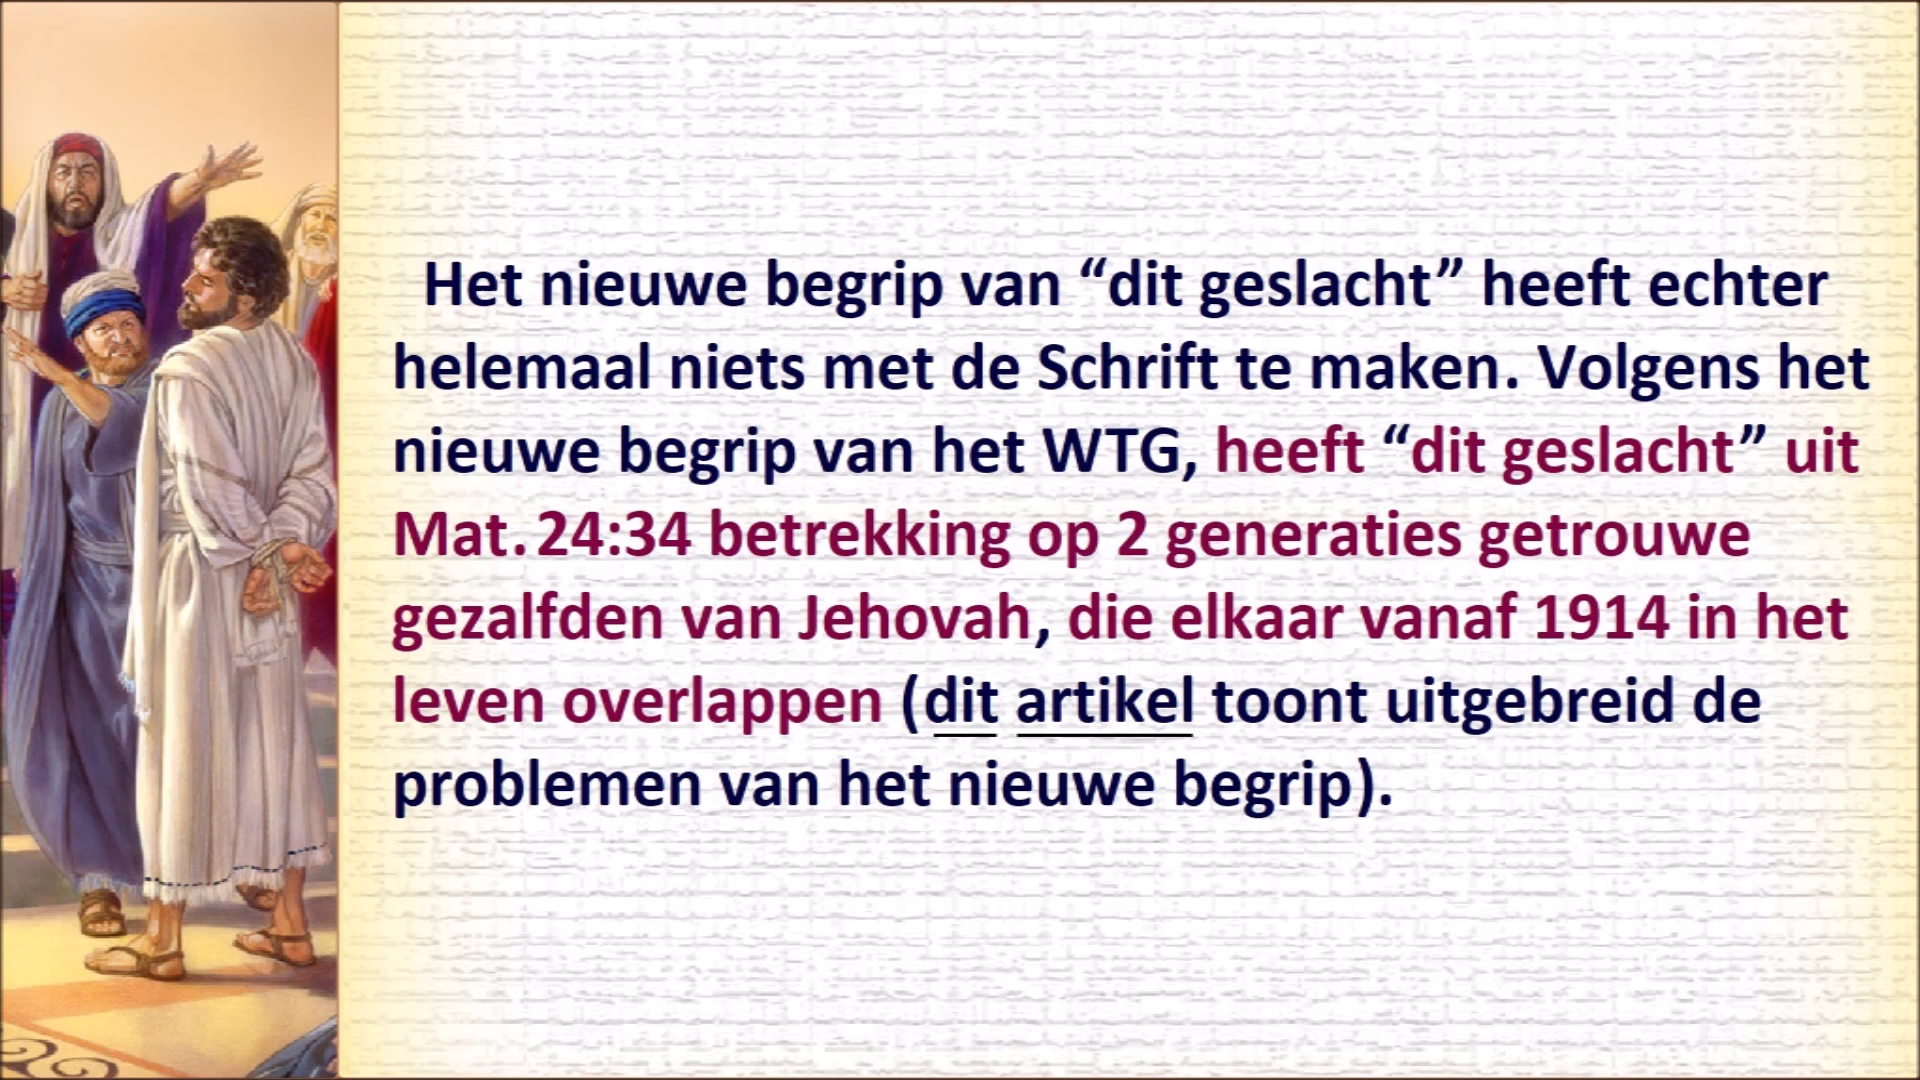 Het nieuwe begrip van “dit geslacht” heeft echter
helemaal niets met de Schrift te maken. Volgens het
nieuwe begrip van het WTG, heeft “dit geslacht” uit
Mat. 24:34 betrekking op 2 generaties getrouwe
gezalfden van Jehovah, die elkaar vanaf 1914 in het
leven overlappen (dit artikel toont uitgebreid de
problemen van het nieuwe begrip).